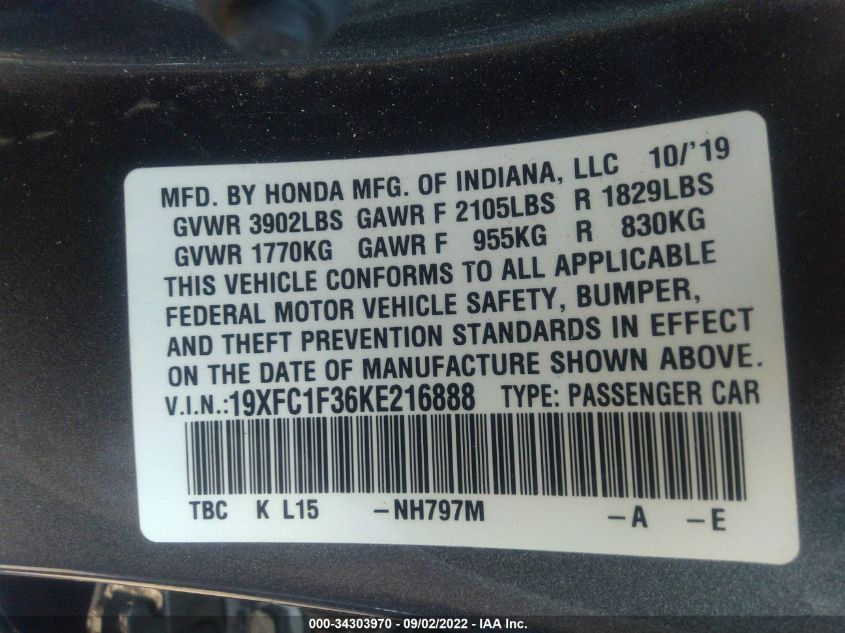 MFD. BY HONDA MFG. OF INDIANA, LLC 10/'19
GVWR 3902LBS GAWR F 2105LBS R 1829LBS
GVWR 1770KG GAWR F 955KG R 830KG
THIS VEHICLE CONFORMS TO ALL APPLICABLE
FEDERAL MOTOR VEHICLE SAFETY, BUMPER,
AND THEFT PREVENTION STANDARDS IN EFFECT
ON THE DATE OF MANUFACTURE SHOWN ABOVE.
V.I.N.:19XFC1F36KE216888 TYPE: PASSENGER CAR
TBC K L15 -NH797M -A -E
000-34303970 - 09/02/2022 - IAA Inc.